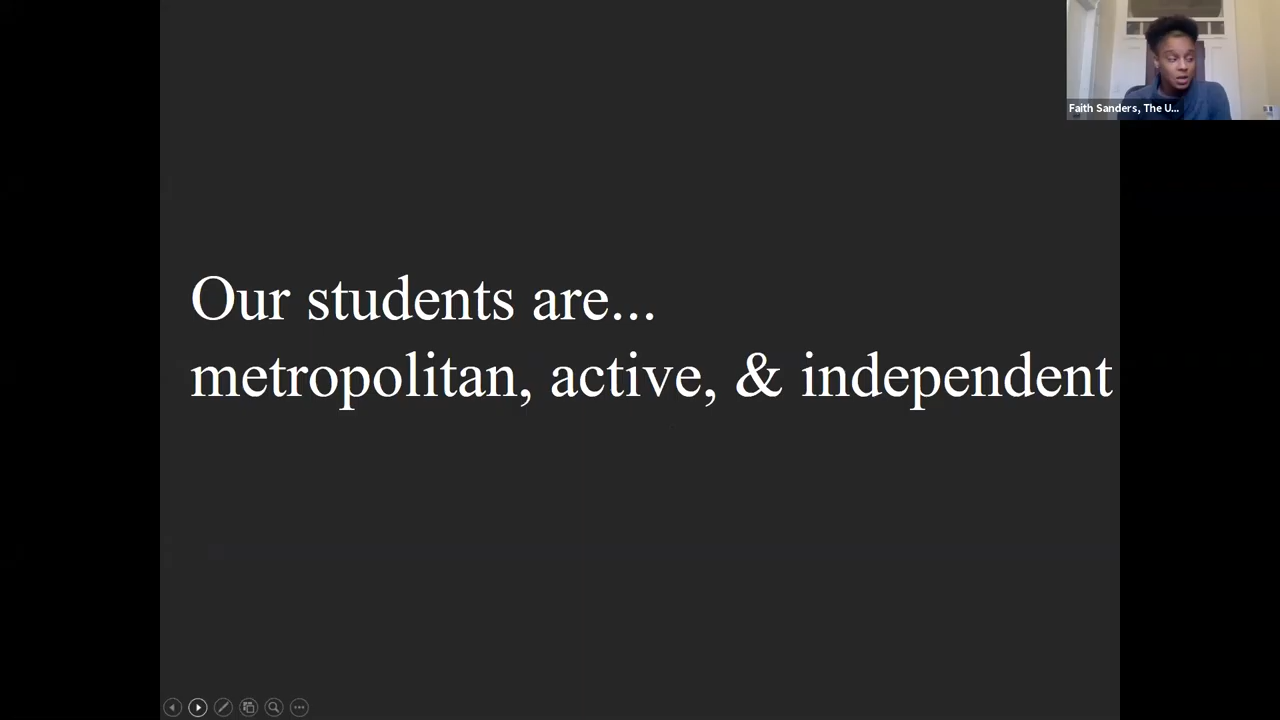 Faith Sanders, The U...
Our students are...
metropolitan, active, & independent